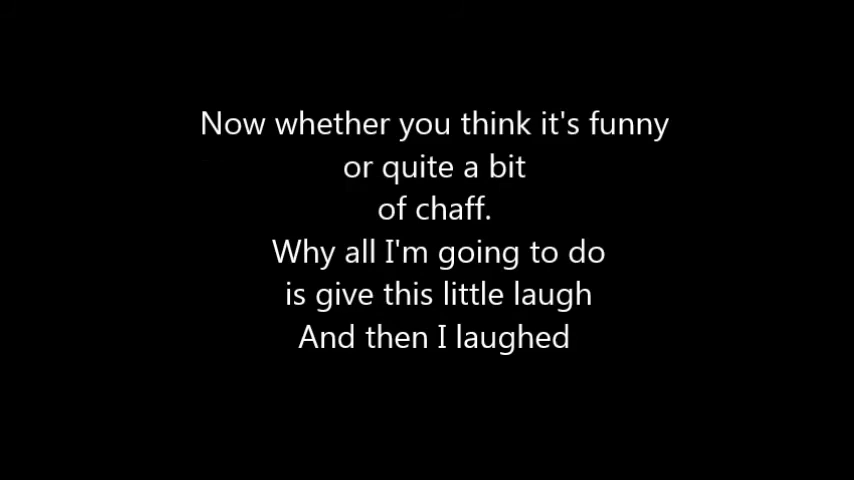 Now whether you think it's funny
or quite a bit
of chaff.
Why all I'm going to do
is give this little laugh
And then I laughed